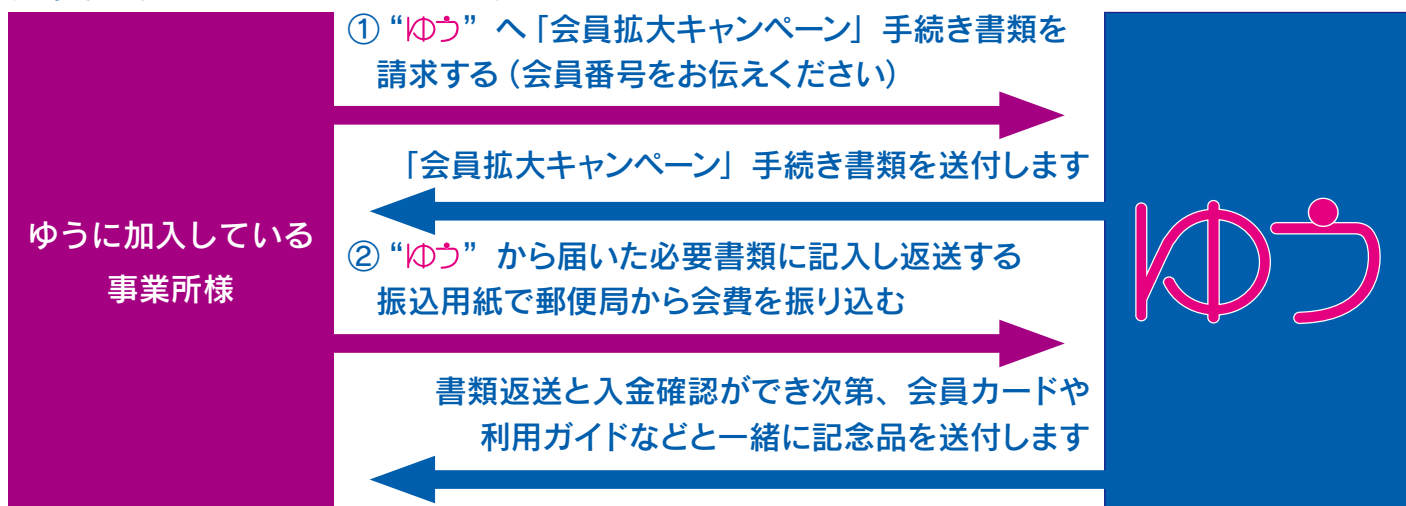 ① “ゆう” へ「会員拡大キャンペーン」手続き書類を
請求する（会員番号をお伝えください）
「会員拡大キャンペーン」手続き書類を送付します
ゆうに加入している
事業所様
② “ゆう” から届いた必要書類に記入し返送する
振込用紙で郵便局から会費を振り込む
書類返送と入金確認ができ次第、会員カードや
利用ガイドなどと一緒に記念品を送付します
ゆう